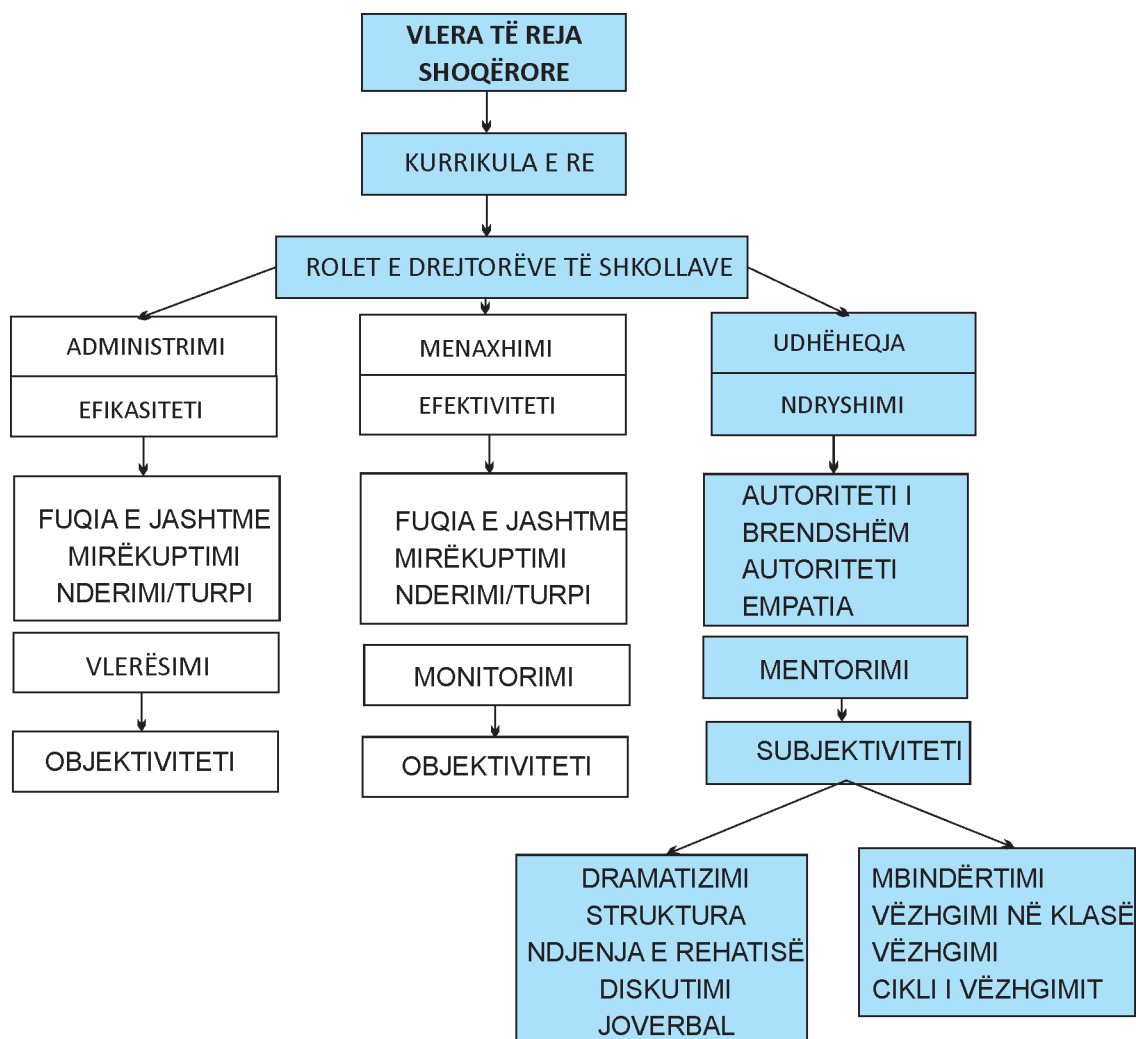 VLERA TË REJA
SHOQËRORE
KURRIKULA E RE
ROLET E DREJTORËVE TË SHKOLLAVE
ADMINISTRIMI
EFIKASITETI
FUQIA E JASHTME
MIRËKUPTIMI
NDERIMI/TURPI
VLERËSIMI
OBJEKTIVITETI
MENAXHIMI
EFEKTIVITETI
FUQIA E JASHTME
MIRËKUPTIMI
NDERIMI/TURPI
MONITORIMI
OBJEKTIVITETI
UDHËHEQJA
NDRYSHIMI
AUTORITETI I
BRENDSHËM
AUTORITETI
EMPATIA
MENTORIMI
SUBJEKTIVITETI
DRAMATIZIMI
STRUKTURA
NDJENJA E REHATISË
DISKUTIMI
JOVERBAL
MBINDËRTIMI
VËZHGIMI NË KLASË
VËZHGIMI
CIKLI I VËZHGIMIT